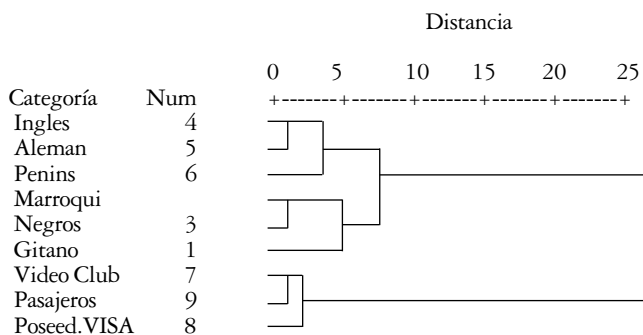 Distancia
0 5 10 15 20 25
Categoría Num +---------+---------+---------+---------+---------+
Ingles 4
Aleman 5
Penins 6
Marroqui
Negros 3
Gitano 1
Video Club 7
Pasajeros 9
Poseed.VISA 8